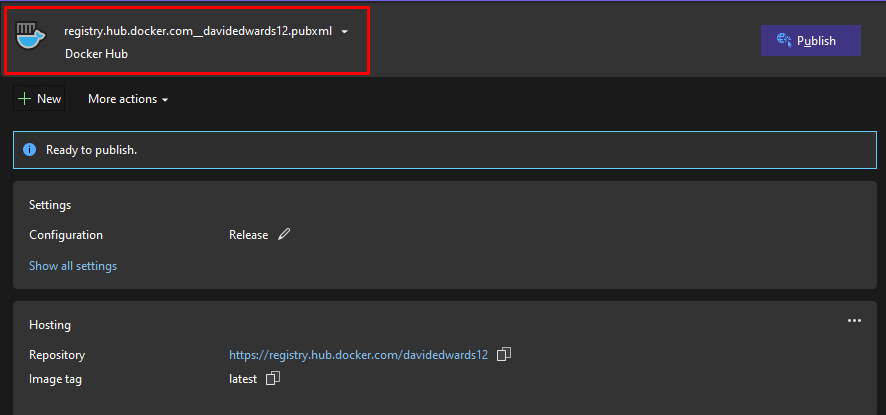 registry.hub.docker.com__davidedwards12.pubxml
Docker Hub
Publish
New
More actions
Ready to publish.
Settings
Configuration Release
Show all settings
Hosting
Repository https://registry.hub.docker.com/davidedwards12
Image tag latest